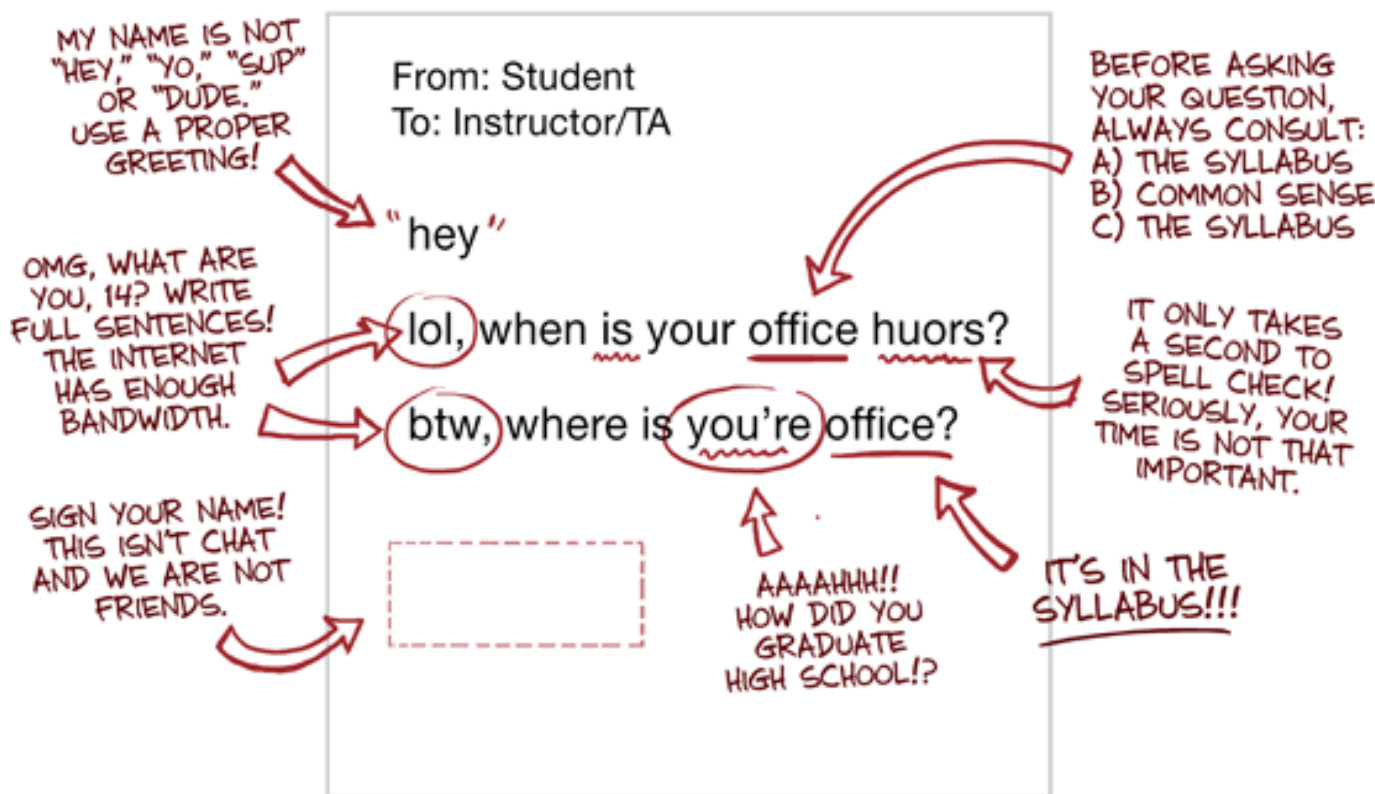 MY NAME IS NOT
"HEY," "YO," "SUP"
OR "DUDE."
USE A PROPER
GREETING!
OMG, WHAT ARE
YOU, 14? WRITE
FULL SENTENCES!
THE INTERNET
HAS ENOUGH
BANDWIDTH.
SIGN YOUR NAME!
THIS ISN'T CHAT
AND WE ARE NOT
FRIENDS.
From: Student
To: Instructor/TA
"hey"
lol, when is your office huors?
btw, where is you're office?
AAAAHHH!!
HOW DID YOU
GRADUATE
HIGH SCHOOL!?
BEFORE ASKING
YOUR QUESTION,
ALWAYS CONSULT:
A) THE SYLLABUS
B) COMMON SENSE
C) THE SYLLABUS
IT ONLY TAKES
A SECOND TO
SPELL CHECK!
SERIOUSLY, YOUR
TIME IS NOT THAT
IMPORTANT.
IT'S IN THE
SYLLABUS!!!